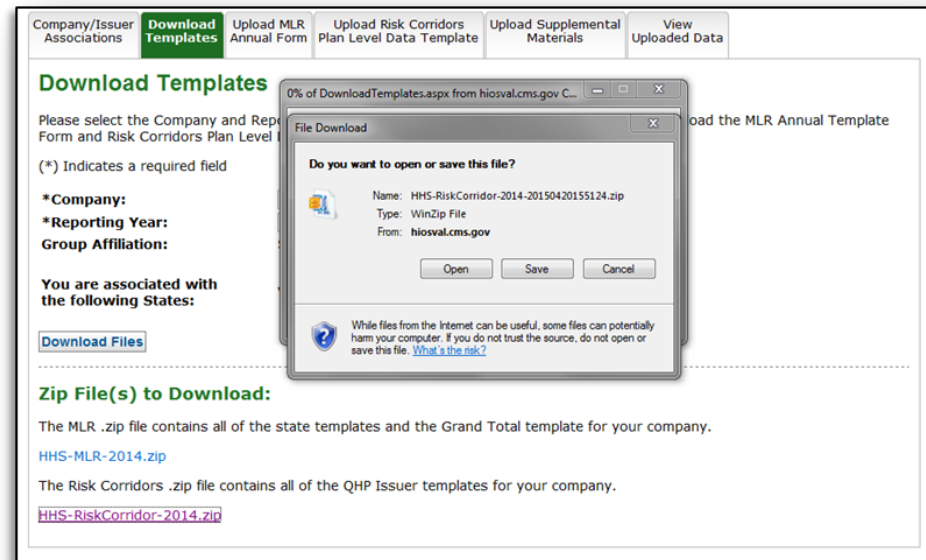 Company/Issuer Associations
Download Templates
Upload MLR Annual Form
Upload Risk Corridors Plan Level Data Template
Upload Supplemental Materials
View Uploaded Data
Download Templates
Please select the Company and
oad the MLR Annual Template
Form and Risk Corridors Plan Level
(*) Indicates a required field
*Company:
*Reporting Year:
Group Affiliation:
You are associated with
the following States:
Download Files
0% of DownloadTemplates.aspx from hiosval.cms.gov C...
File Download
Do you want to open or save this file?
Name: HHS-RiskCorridor-2014-20150420155124.zip
Type: WinZip File
From: hiosval.cms.gov
Open Save Cancel
While files from the Internet can be useful, some files can potentially
harm your computer. If you do not trust the source, do not open or
save this file. What's the risk?
Zip File(s) to Download:
The MLR .zip file contains all of the state templates and the Grand Total template for your company.
HHS-MLR-2014.zip
The Risk Corridors .zip file contains all of the QHP Issuer templates for your company.
HHS-RiskCorridor-2014.zip